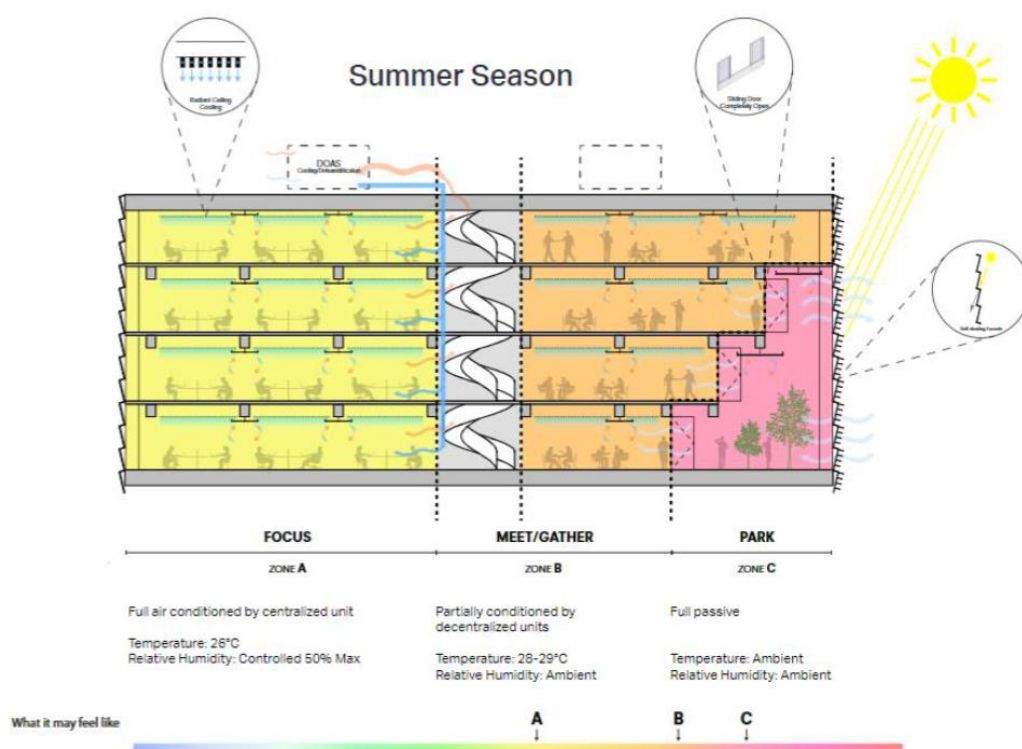 Summer Season
Radiant Ceiling
Cooling
Sliding Door
Completely Open
DOAS
Cooling/Dehumidification
Self-shading Facade
FOCUS
MEET/GATHER
PARK
ZONE A
ZONE B
ZONE C
Full air conditioned by centralized unit
Temperature: 26°C
Relative Humidity: Controlled 50% Max
Partially conditioned by
decentralized units
Temperature: 28-29°C
Relative Humidity: Ambient
Full passive
Temperature: Ambient
Relative Humidity: Ambient
What it may feel like
A
B
C